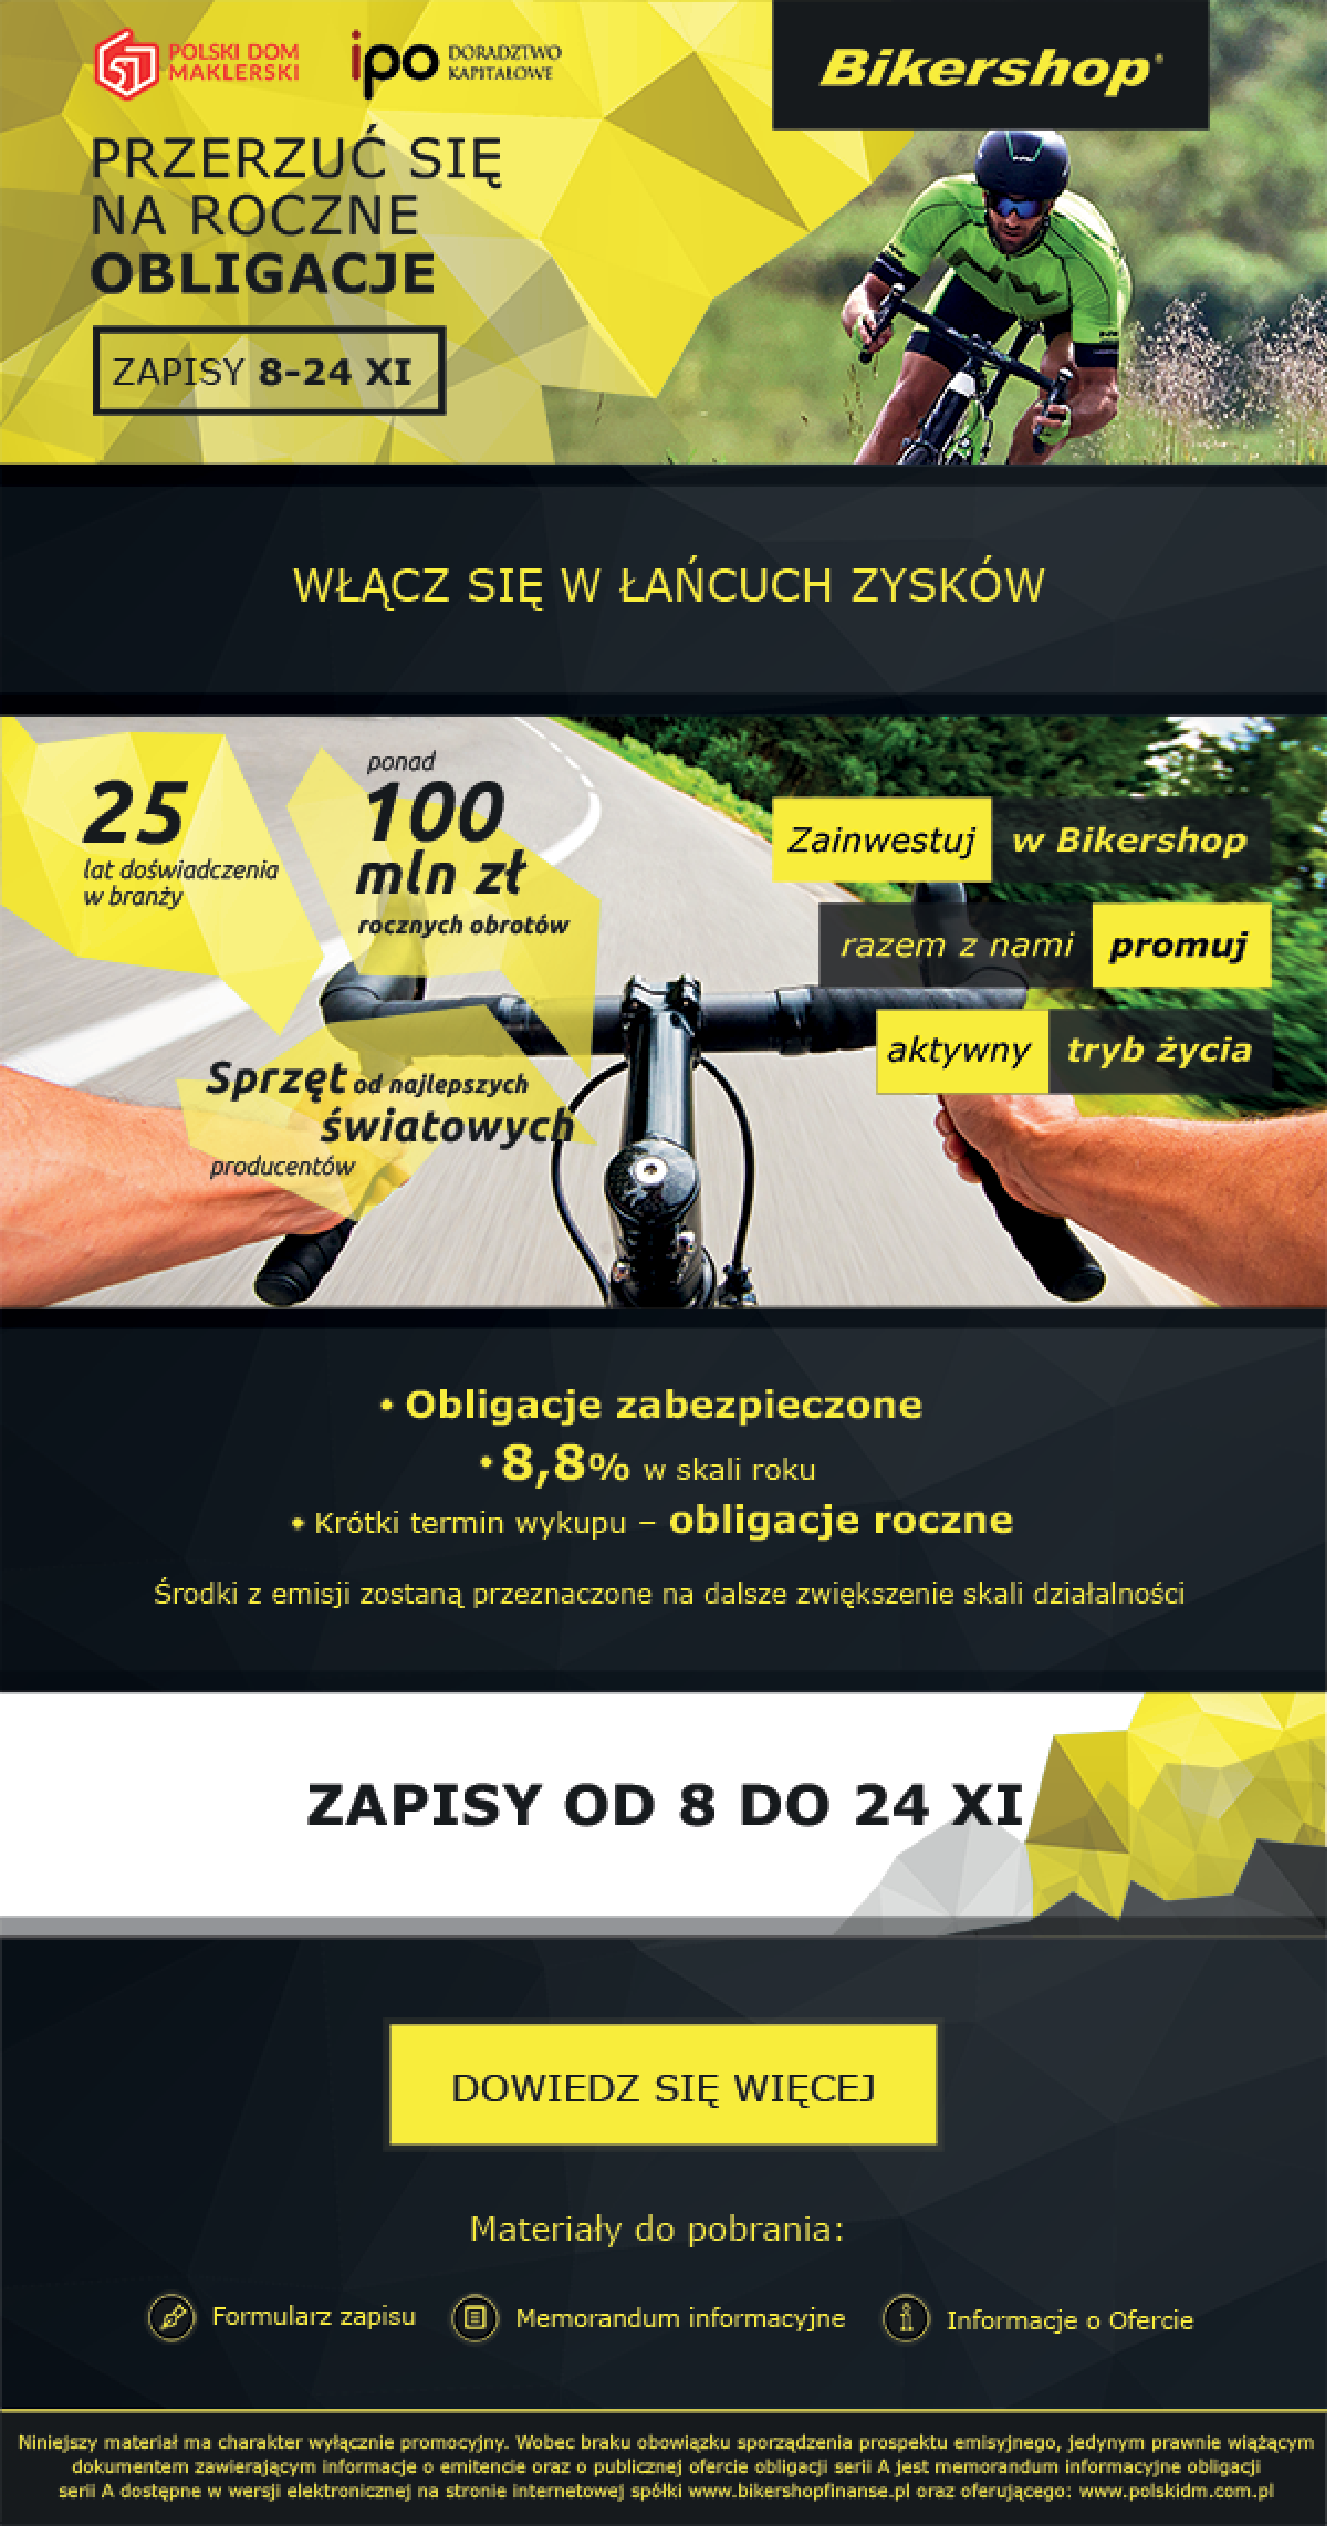 POLSKI DOM
MAKLERSKI
ipo DORADZTWO
KAPITAŁOWE
Bikershop
PRZERZUĆ SIĘ
NA ROCZNE
OBLIGACJE
ZAPISY 8-24 XI
WŁĄCZ SIĘ W ŁAŃCUCH ZYSKÓW
25
lat doświadczenia
w branży
ponad
100
mln zł
rocznych obrotów
Zainwestuj w Bikershop
razem z nami promuj
aktywny tryb życia
Sprzęt od najlepszych
światowych
producentów
• Obligacje zabezpieczone
• 8,8% w skali roku
• Krótki termin wykupu – obligacje roczne
Środki z emisji zostaną przeznaczone na dalsze zwiększenie skali działalności
ZAPISY OD 8 DO 24 XI
DOWIEDZ SIĘ WIĘCEJ
Materiały do pobrania:
Formularz zapisu
Memorandum informacyjne
Informacje o Ofercie
Niniejszy materiał ma charakter wyłącznie promocyjny. Wobec braku obowiązku sporządzenia prospektu emisyjnego, jedynym prawnie wiążącym
dokumentem zawierającym informacje o emitencie oraz o publicznej ofercie obligacji serii A jest memorandum informacyjne obligacji
serii A dostępne w wersji elektronicznej na stronie internetowej spółki www.bikershopfinanse.pl oraz oferującego: www.polskidm.com.pl